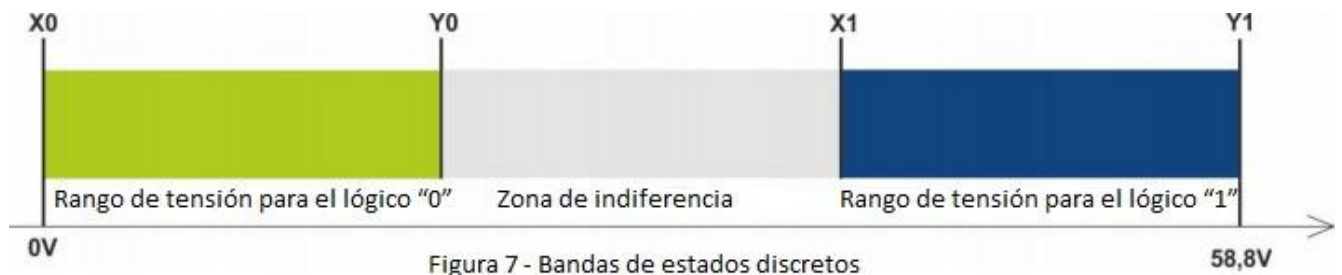 X0 Y0 X1 Y1
Rango de tensión para el lógico “0” Zona de indiferencia Rango de tensión para el lógico “1”
0V 58,8V
Figura 7 - Bandas de estados discretos